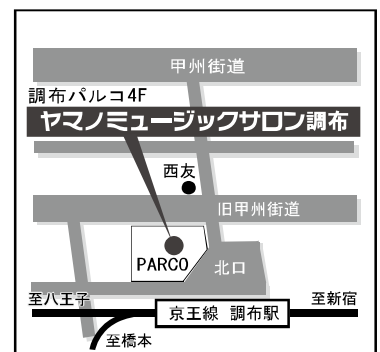 甲州街道
調布パルコ4F
ヤマノミュージックサロン調布
西友
旧甲州街道
PARCO
北口
至八王子
京王線 調布駅
至新宿
至橋本